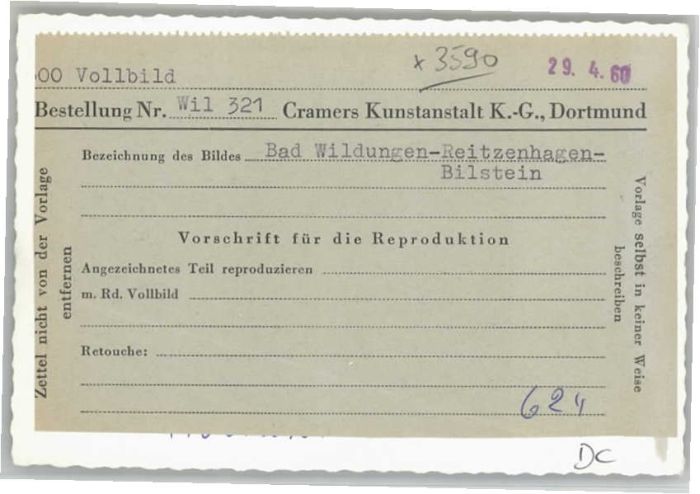 00 Vollbild
x 3590
29. 4. 60
Bestellung Nr. Wil 321 Cramers Kunstanstalt K.-G., Dortmund
Bezeichnung des Bildes Bad Wildungen-Reitzenhagen-
Bilstein
Vorschrift für die Reproduktion
Angezeichnetes Teil reproduzieren
m. Rd. Vollbild
Retouche:
Zettel nicht von der Vorlage
entfernen
Vorlage selbst in keiner Weise
beschreiben
624
DC